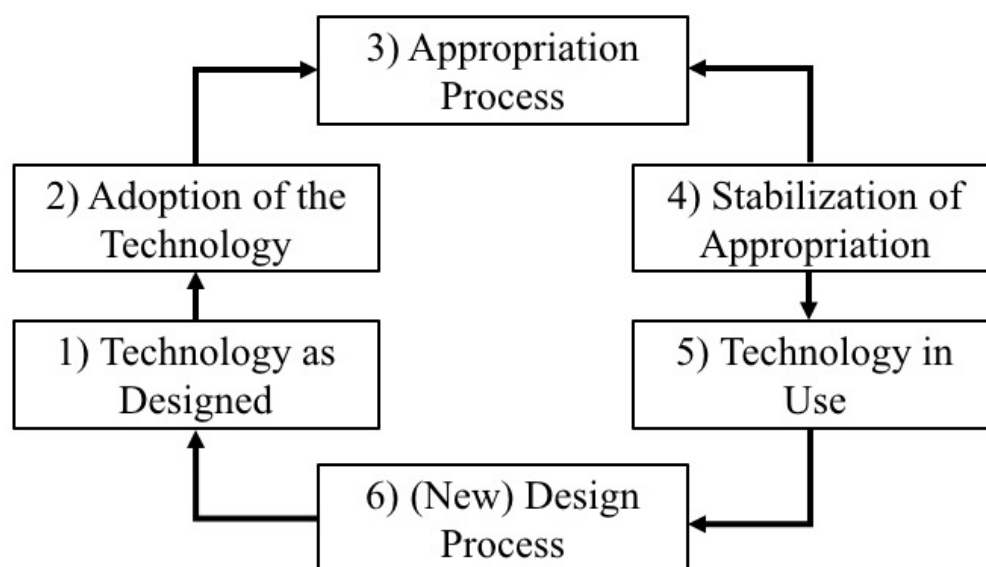 3) Appropriation
Process
2) Adoption of the
Technology
4) Stabilization of
Appropriation
1) Technology as
Designed
5) Technology in
Use
6) (New) Design
Process